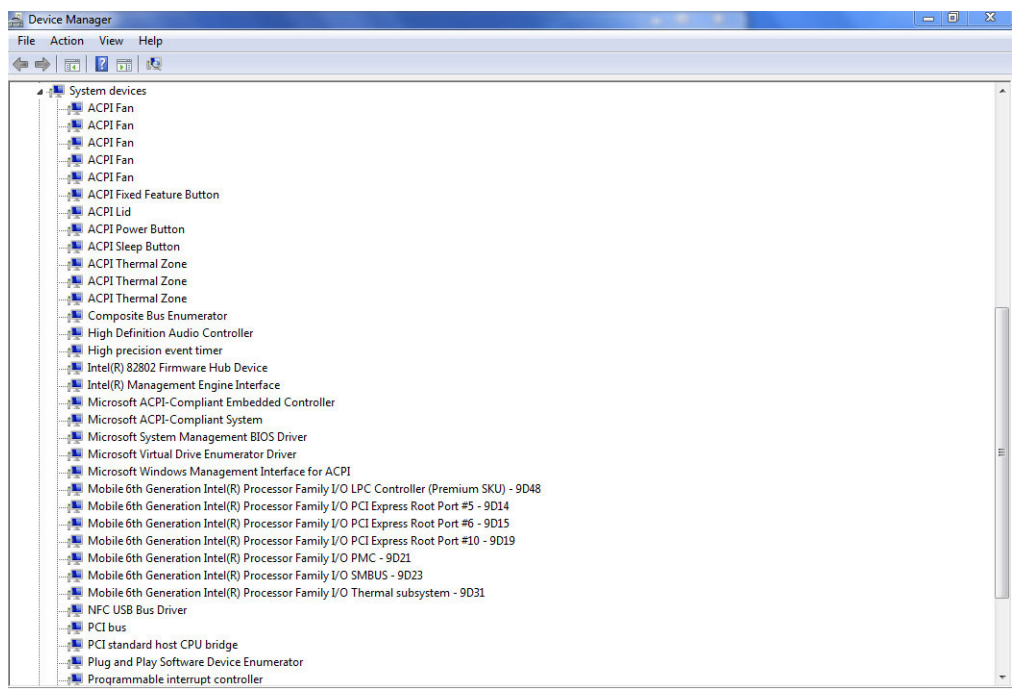 Device Manager
File Action View Help
System devices
ACPI Fan
ACPI Fan
ACPI Fan
ACPI Fan
ACPI Fan
ACPI Fixed Feature Button
ACPI Lid
ACPI Power Button
ACPI Sleep Button
ACPI Thermal Zone
ACPI Thermal Zone
ACPI Thermal Zone
Composite Bus Enumerator
High Definition Audio Controller
High precision event timer
Intel(R) 82802 Firmware Hub Device
Intel(R) Management Engine Interface
Microsoft ACPI-Compliant Embedded Controller
Microsoft ACPI-Compliant System
Microsoft System Management BIOS Driver
Microsoft Virtual Drive Enumerator Driver
Microsoft Windows Management Interface for ACPI
Mobile 6th Generation Intel(R) Processor Family I/O LPC Controller (Premium SKU) - 9D48
Mobile 6th Generation Intel(R) Processor Family I/O PCI Express Root Port #5 - 9D14
Mobile 6th Generation Intel(R) Processor Family I/O PCI Express Root Port #6 - 9D15
Mobile 6th Generation Intel(R) Processor Family I/O PCI Express Root Port #10 - 9D19
Mobile 6th Generation Intel(R) Processor Family I/O PMC - 9D21
Mobile 6th Generation Intel(R) Processor Family I/O SMBUS - 9D23
Mobile 6th Generation Intel(R) Processor Family I/O Thermal subsystem - 9D31
NFC USB Bus Driver
PCI bus
PCI standard host CPU bridge
Plug and Play Software Device Enumerator
Programmable interrupt controller